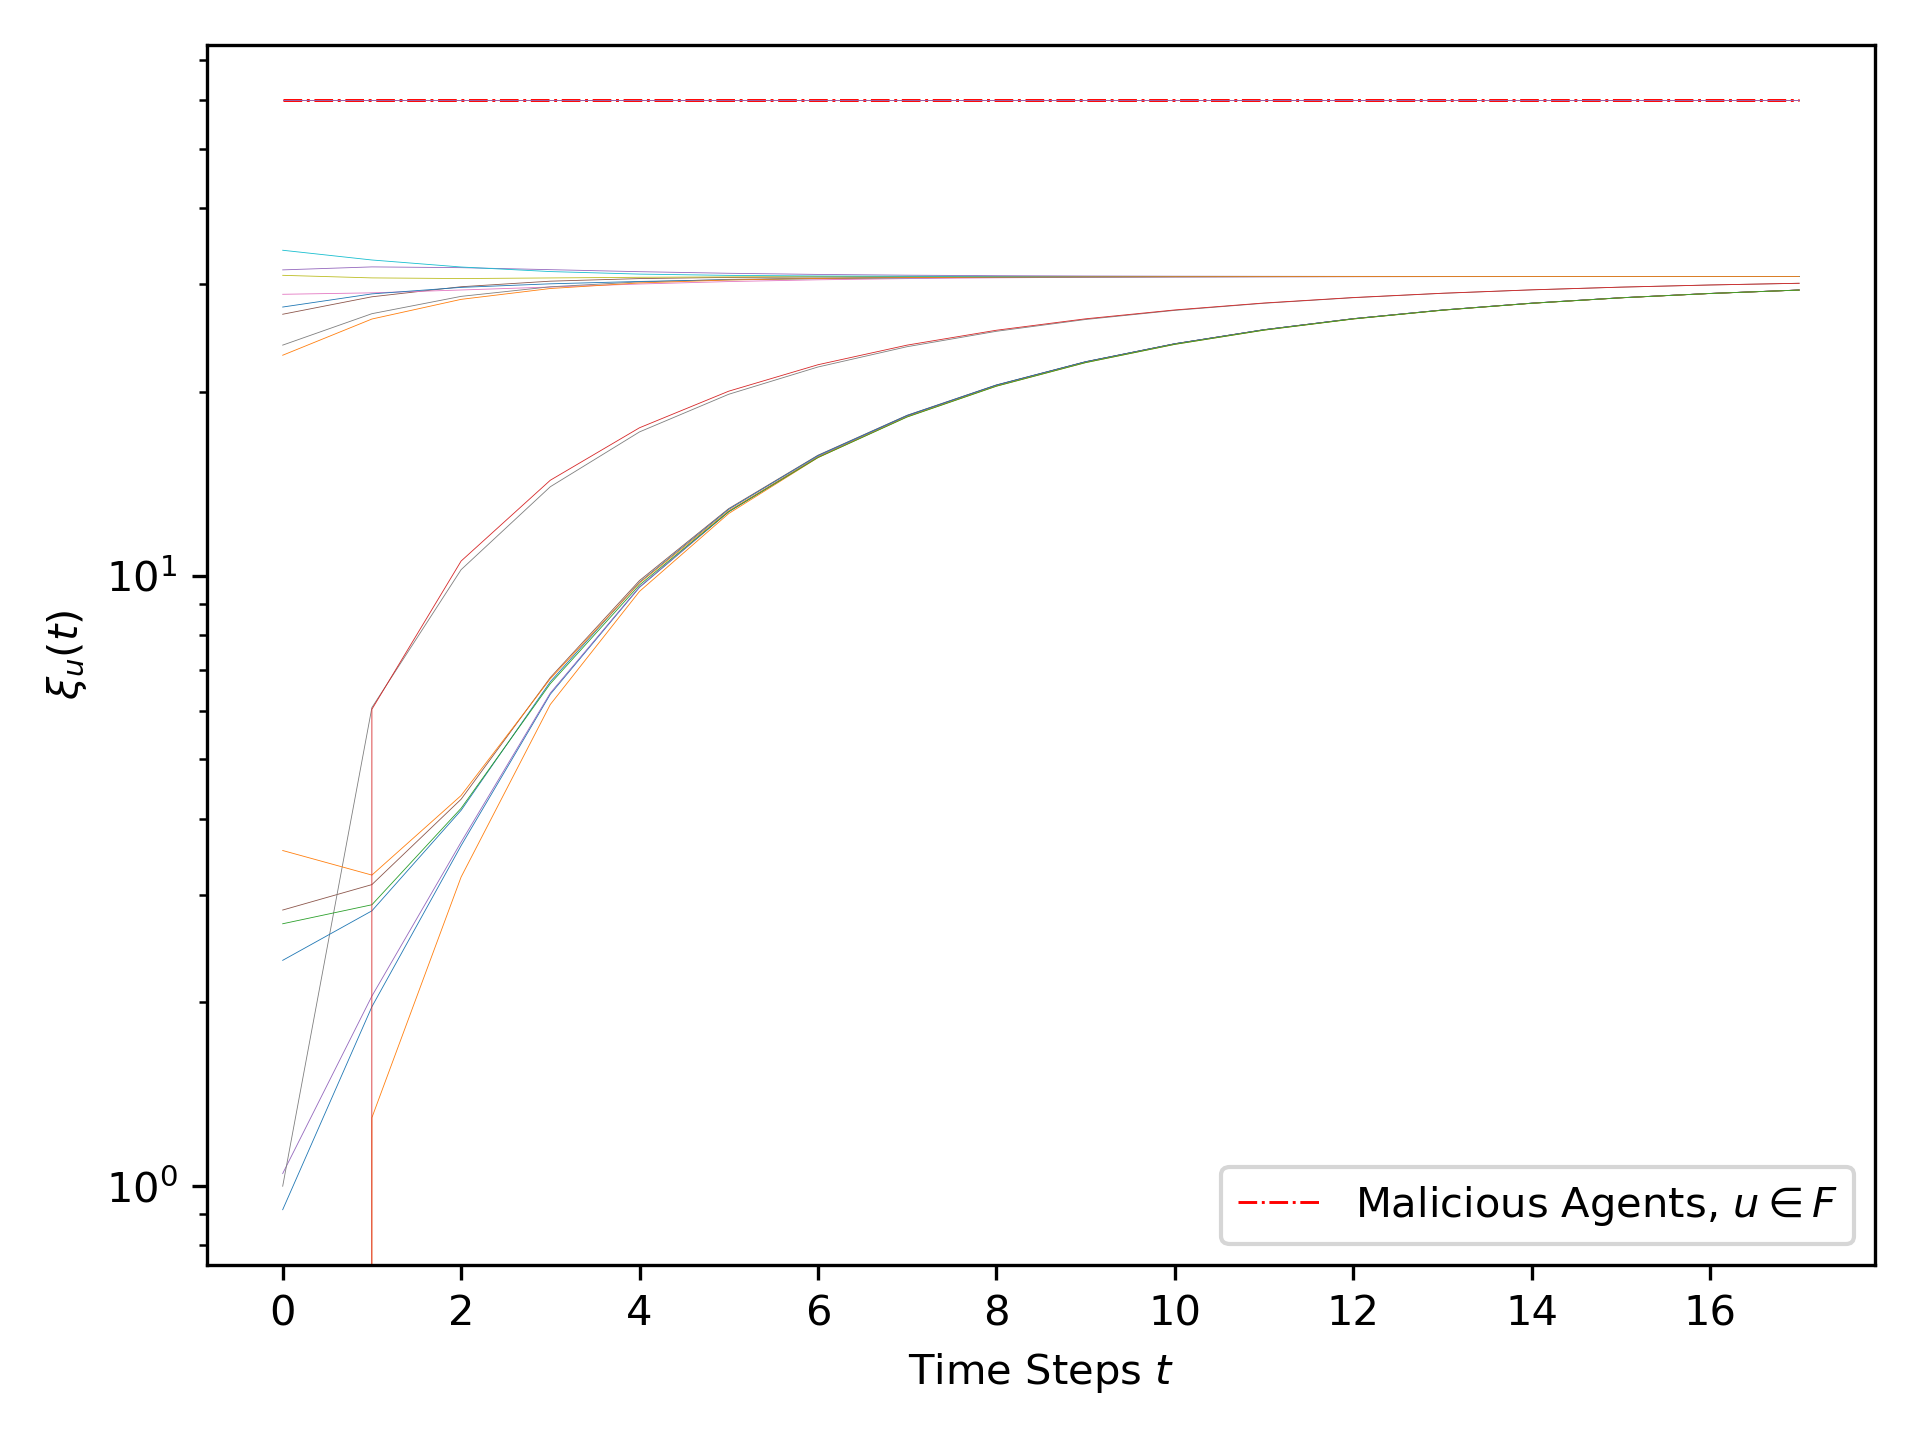 ξᵤ(t)
10¹
10⁰
0 2 4 6 8 10 12 14 16
Time Steps t
Malicious Agents, u ∈ F